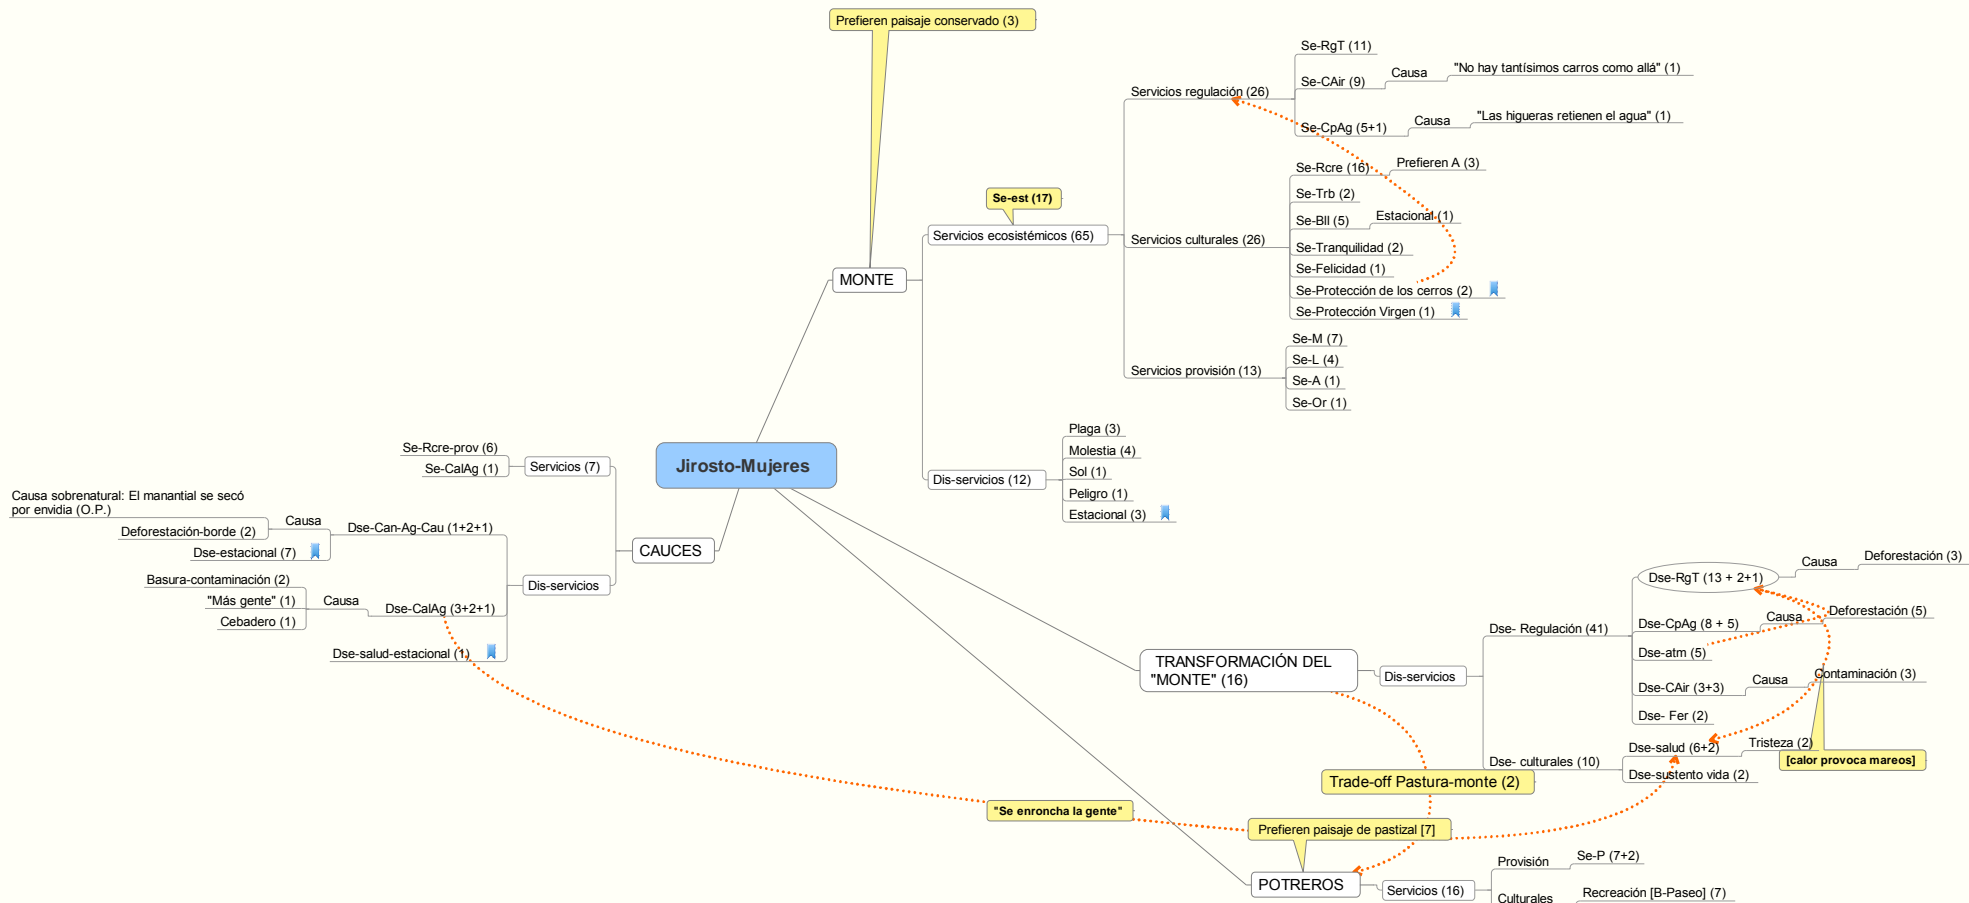 Prefieren paisaje conservado (3)
Se-RgT (11)
Se-CAir (9)
Causa
"No hay tantísimos carros como allá" (1)
Servicios regulación (26)
Se-CpAg (5+1)
Causa
"Las higueras retienen el agua" (1)
Se-est (17)
Servicios ecosistémicos (65)
Se-Rcre (16)
Prefieren A (3)
Se-Trb (2)
Se-Bll (5)
Estacional (1)
Servicios culturales (26)
Se-Tranquilidad (2)
Se-Felicidad (1)
Se-Protección de los cerros (2)
Se-Protección Virgen (1)
MONTE
Se-M (7)
Se-L (4)
Servicios provisión (13)
Se-A (1)
Se-Or (1)
Plaga (3)
Molestia (4)
Dis-servicios (12)
Sol (1)
Peligro (1)
Estacional (3)
Jirosto-Mujeres
Se-Rcre-prov (6)
Se-CalAg (1)
Servicios (7)
Causa sobrenatural: El manantial se secó
por envidia (O.P.)
Causa
Deforestación-borde (2)
Dse-Can-Ag-Cau (1+2+1)
Dse-estacional (7)
CAUCES
Dis-servicios
Basura-contaminación (2)
"Más gente" (1)
Causa
Cebadero (1)
Dse-CalAg (3+2+1)
Dse-salud-estacional (1)
Dse-RgT (13 + 2+1)
Causa
Deforestación (3)
Dse- Regulación (41)
Dse-CpAg (8 + 5)
Causa
Deforestación (5)
Dse-atm (5)
TRANSFORMACIÓN DEL
"MONTE" (16)
Dis-servicios
Dse-CAir (3+3)
Causa
Contaminación (3)
Dse- Fer (2)
Dse- culturales (10)
Dse-salud (6+2)
Tristeza (2)
Dse-sustento vida (2)
[calor provoca mareos]
Trade-off Pastura-monte (2)
"Se enroncha la gente"
Prefieren paisaje de pastizal [7]
POTREROS
Servicios (16)
Provisión
Se-P (7+2)
Culturales
Recreación [B-Paseo] (7)